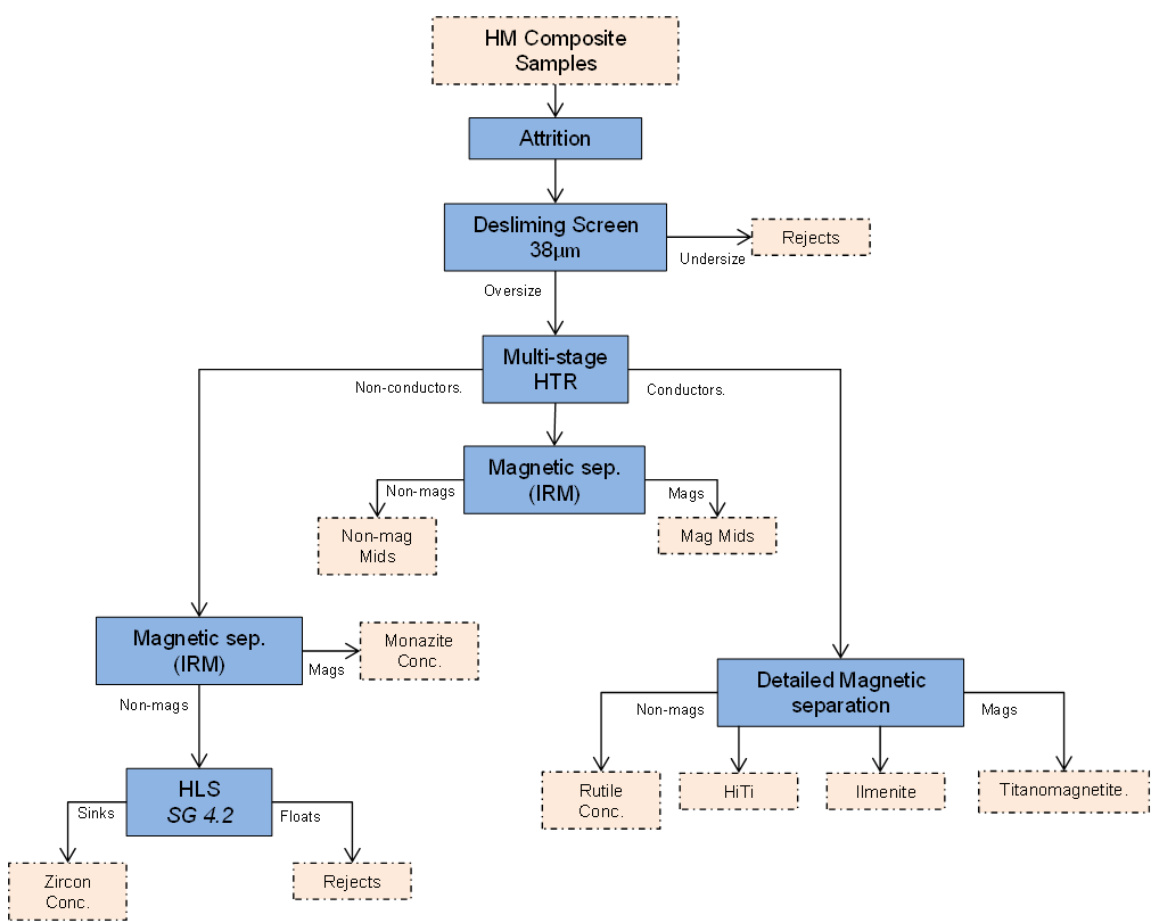 HM Composite
Samples
Attrition
Desliming Screen
38µm
Rejects
Undersize
Oversize
Multi-stage
HTR
Non-conductors.
Conductors.
Magnetic sep.
(IRM)
Non-mags
Mags
Non-mag
Mids
Mag Mids
Magnetic sep.
(IRM)
Mags
Monazite
Conc.
Non-mags
Detailed Magnetic
separation
Non-mags
Mags
HLS
SG 4.2
Sinks
Floats
Rutile
Conc.
HiTi
Ilmenite
Titanomagnetite.
Zircon
Conc.
Rejects